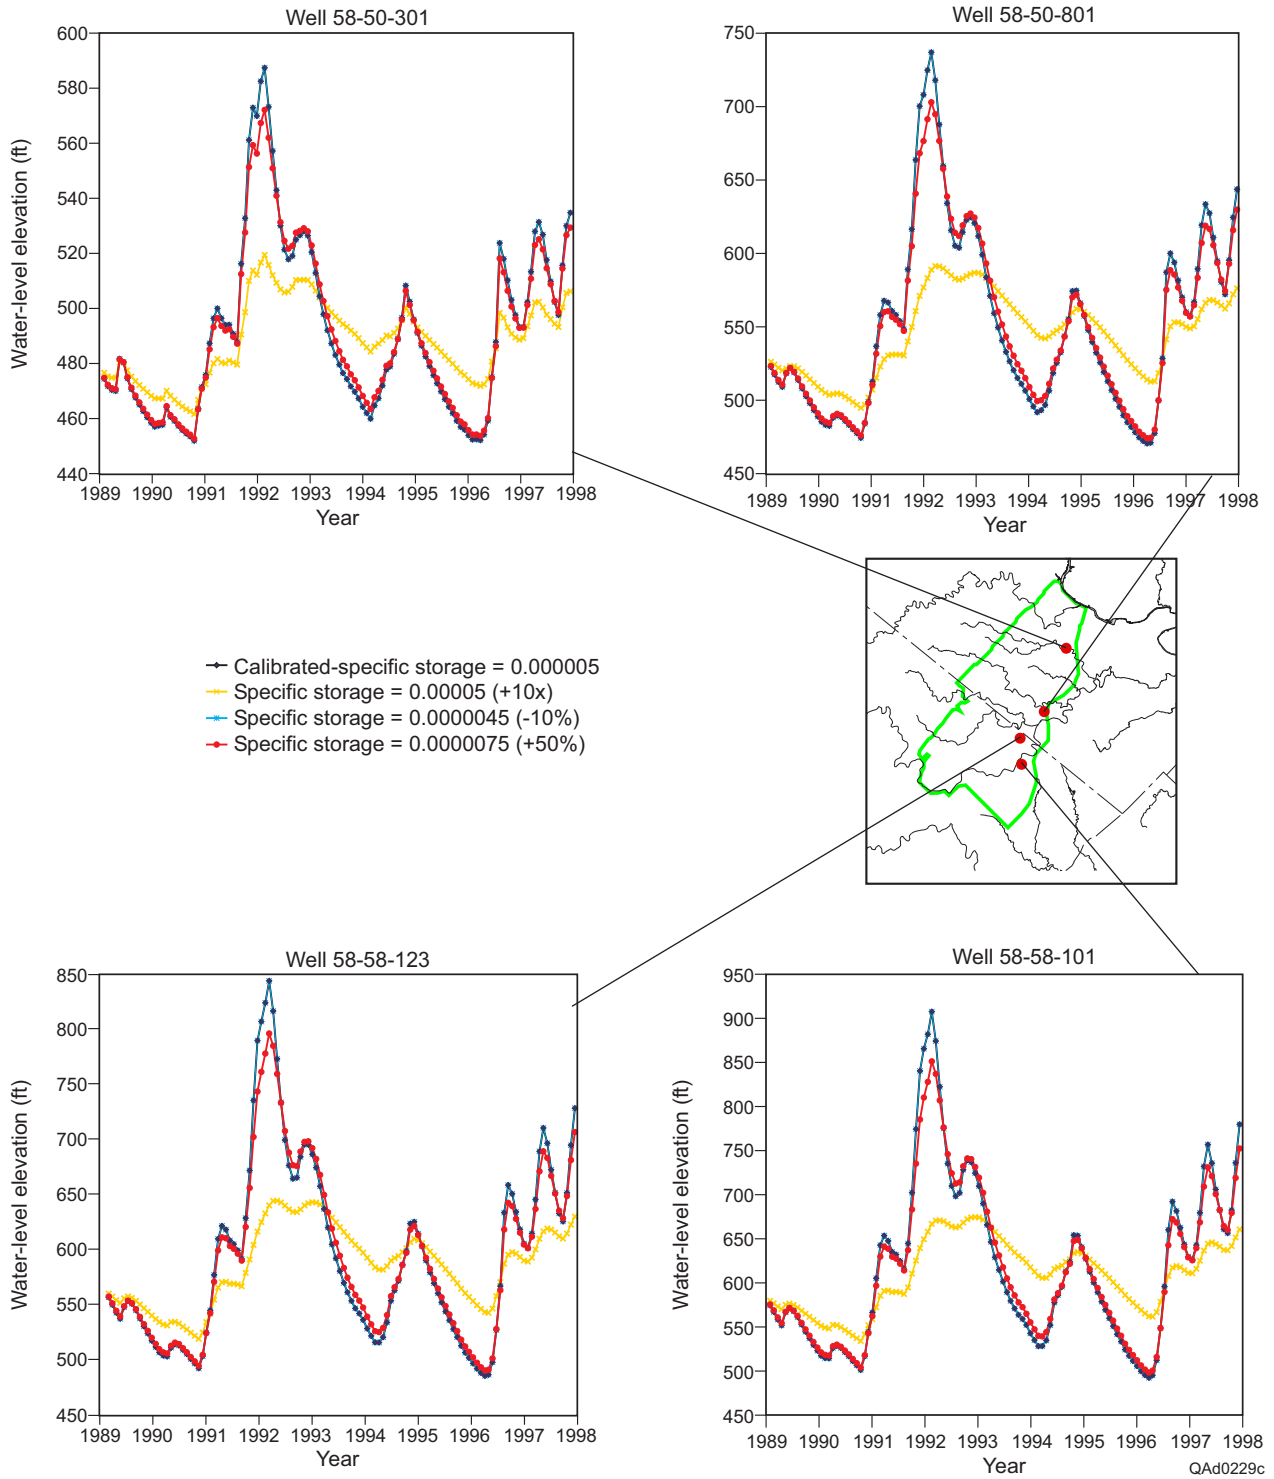 Well 58-50-301
600
580
560
540
520
500
480
460
440
Water-level elevation (ft)
1989 1990 1991 1992 1993 1994 1995 1996 1997 1998
Year
Well 58-50-801
750
700
650
600
550
500
450
Water-level elevation (ft)
1989 1990 1991 1992 1993 1994 1995 1996 1997 1998
Year
Calibrated-specific storage = 0.000005
Specific storage = 0.00005 (+10x)
Specific storage = 0.0000045 (-10%)
Specific storage = 0.0000075 (+50%)
Well 58-58-123
850
800
750
700
650
600
550
500
450
Water-level elevation (ft)
1989 1990 1991 1992 1993 1994 1995 1996 1997 1998
Year
Well 58-58-101
950
900
850
800
750
700
650
600
550
500
450
Water-level elevation (ft)
1989 1990 1991 1992 1993 1994 1995 1996 1997 1998
Year
QAd0229c